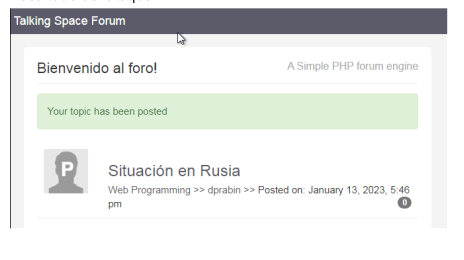 Talking Space Forum
Bienvenido al foro!
A Simple PHP forum engine
Your topic has been posted
P
Situación en Rusia
Web Programming >> dprabin >> Posted on: January 13, 2023, 5:46
pm
0